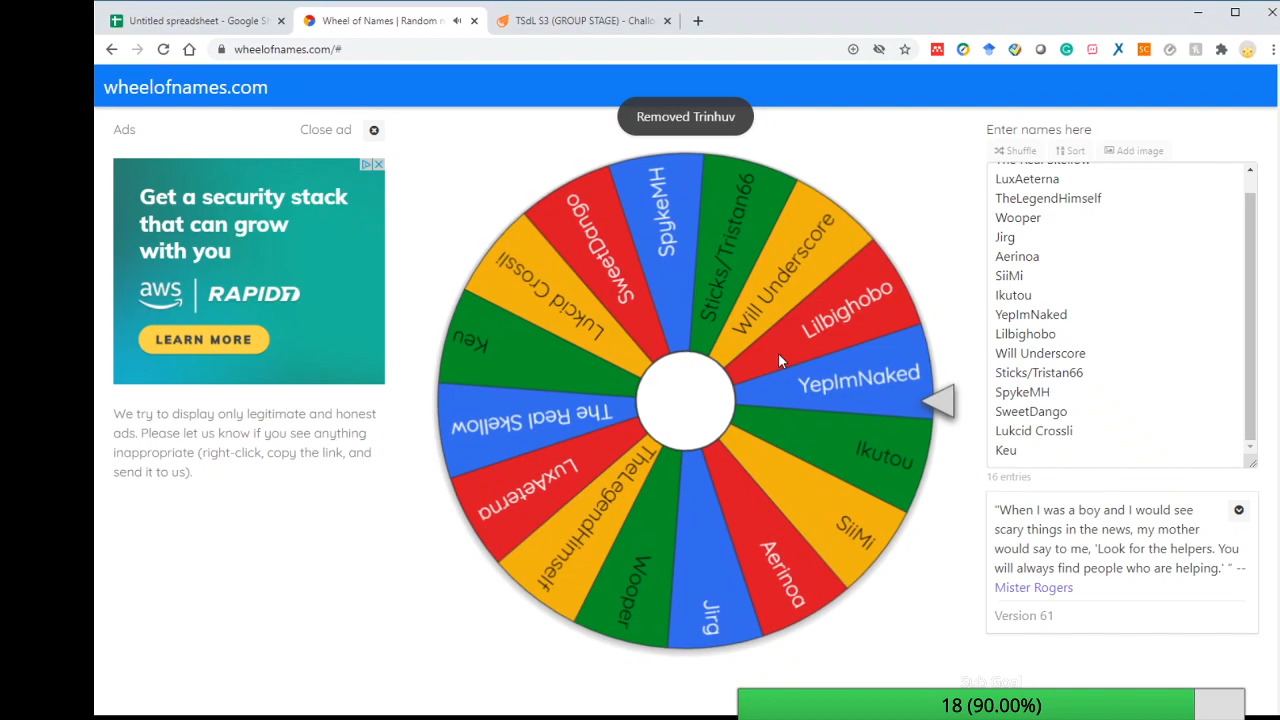 Untitled spreadsheet - Google Sh
Wheel of Names | Random n
TSdL S3 (GROUP STAGE) - Challo
wheelofnames.com/#
wheelofnames.com
Removed Trinhuv
Ads
Close ad
Get a security stack
that can grow
with you
aws
RAPID7
LEARN MORE
We try to display only legitimate and honest
ads. Please let us know if you see anything
inappropriate (right-click, copy the link, and
send it to us).
SpykeMH
Sticks/Tristan66
Will Underscore
Lilbighobo
YepImNaked
Ikutou
SiiMi
Aerinoa
Jirg
Wooper
TheLegendHimself
LuxAeterna
The Real Skellow
Keu
Lukcid Crossli
SweetDango
Enter names here
Shuffle
Sort
Add image
The Real Skellow
LuxAeterna
TheLegendHimself
Wooper
Jirg
Aerinoa
SiiMi
Ikutou
YepImNaked
Lilbighobo
Will Underscore
Sticks/Tristan66
SpykeMH
SweetDango
Lukcid Crossli
Keu
16 entries
"When I was a boy and I would see
scary things in the news, my mother
would say to me, 'Look for the helpers. You
will always find people who are helping.' " --
Mister Rogers
Version 61
Sub Goal
18 (90.00%)